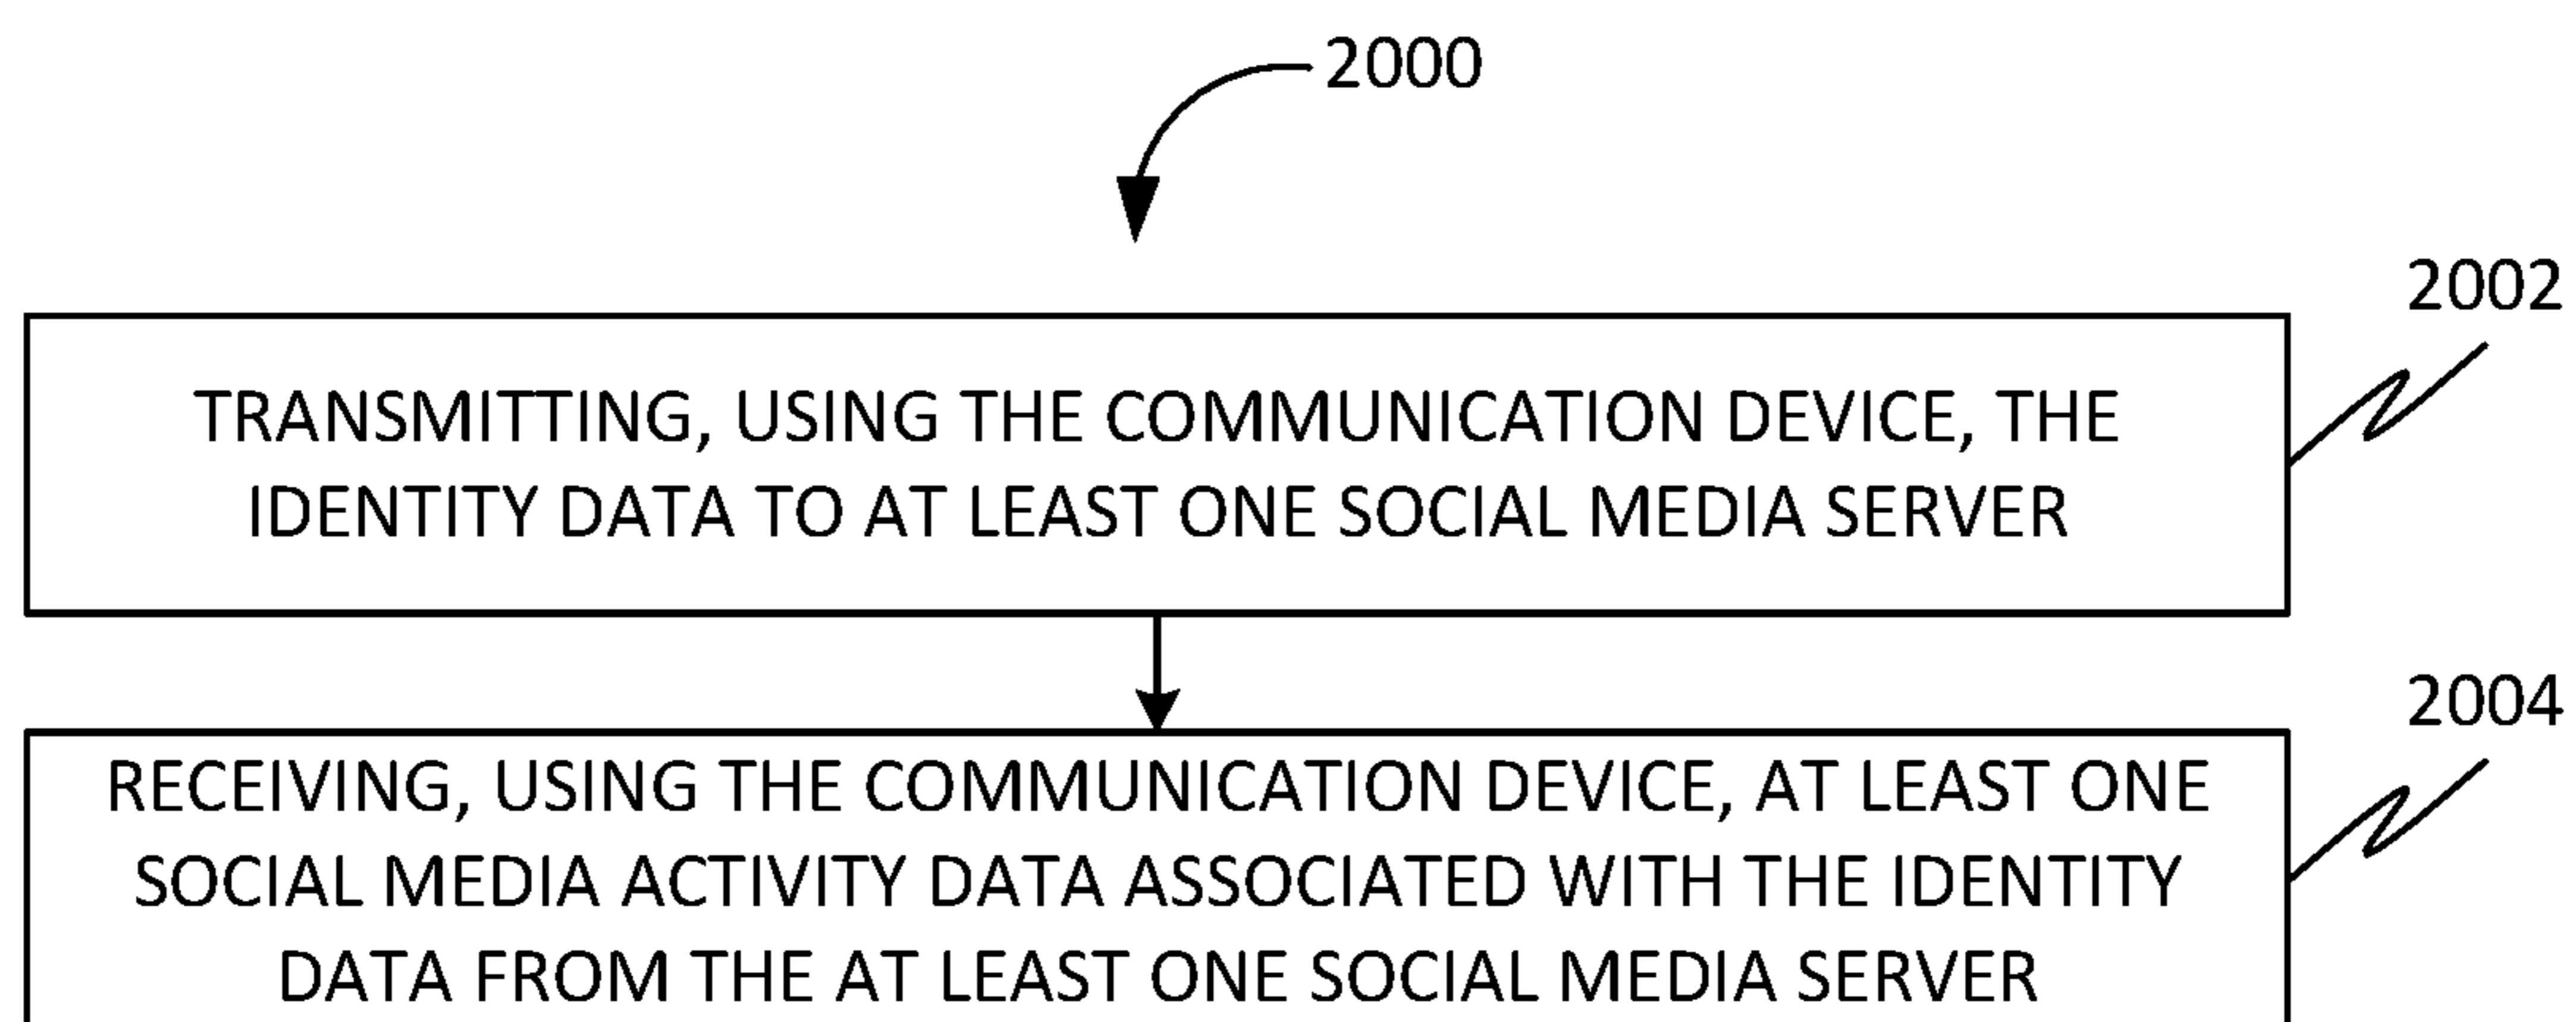 2000
2002
TRANSMITTING, USING THE COMMUNICATION DEVICE, THE
IDENTITY DATA TO AT LEAST ONE SOCIAL MEDIA SERVER
2004
RECEIVING, USING THE COMMUNICATION DEVICE, AT LEAST ONE
SOCIAL MEDIA ACTIVITY DATA ASSOCIATED WITH THE IDENTITY
DATA FROM THE AT LEAST ONE SOCIAL MEDIA SERVER